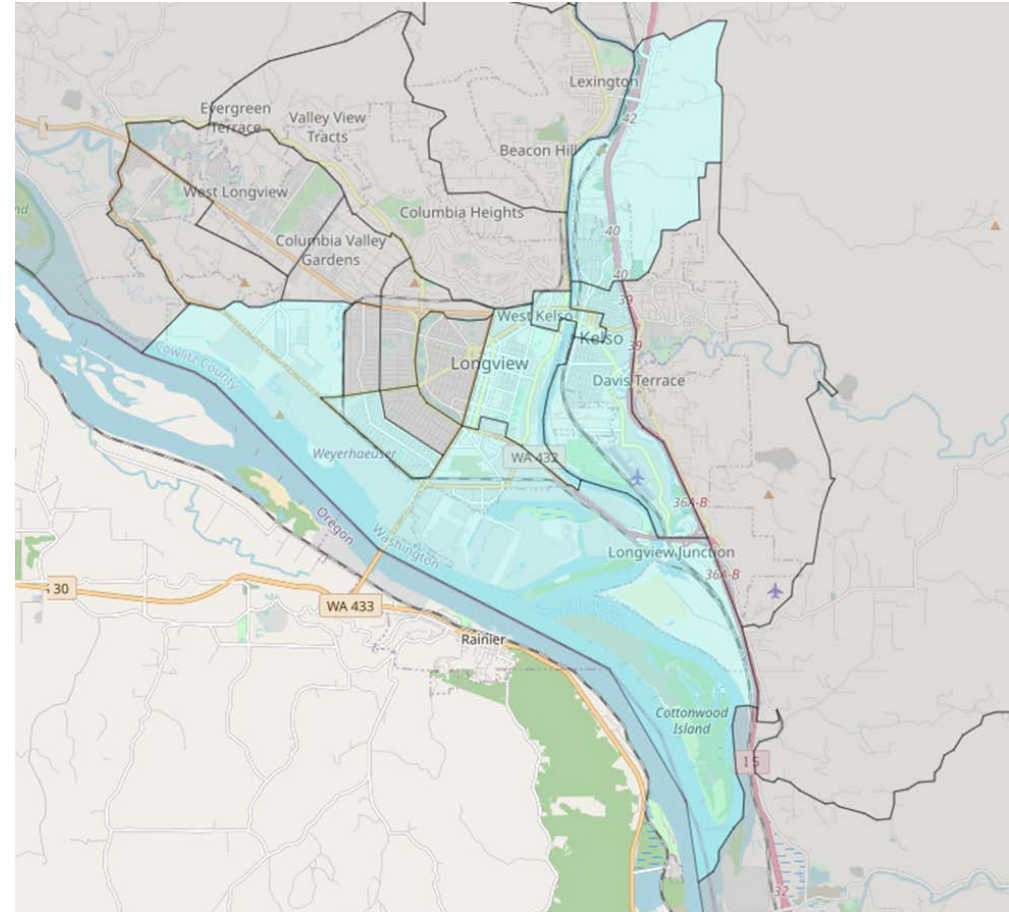 Lexington
42
Evergreen
Terrace
Valley View
Tracts
Beacon Hill
West Longview
Columbia Heights
nd
40
Columbia Valley
Gardens
40
39
West Kelso
Kelso
39
Longview
Cowlitz County
Davis Terrace
Weyerhaeuser
WA 432
36A-B
Oregon
Washington
Longview Junction
36A-B
30
WA 433
Rainier
Cottonwood
Island
I 5
32